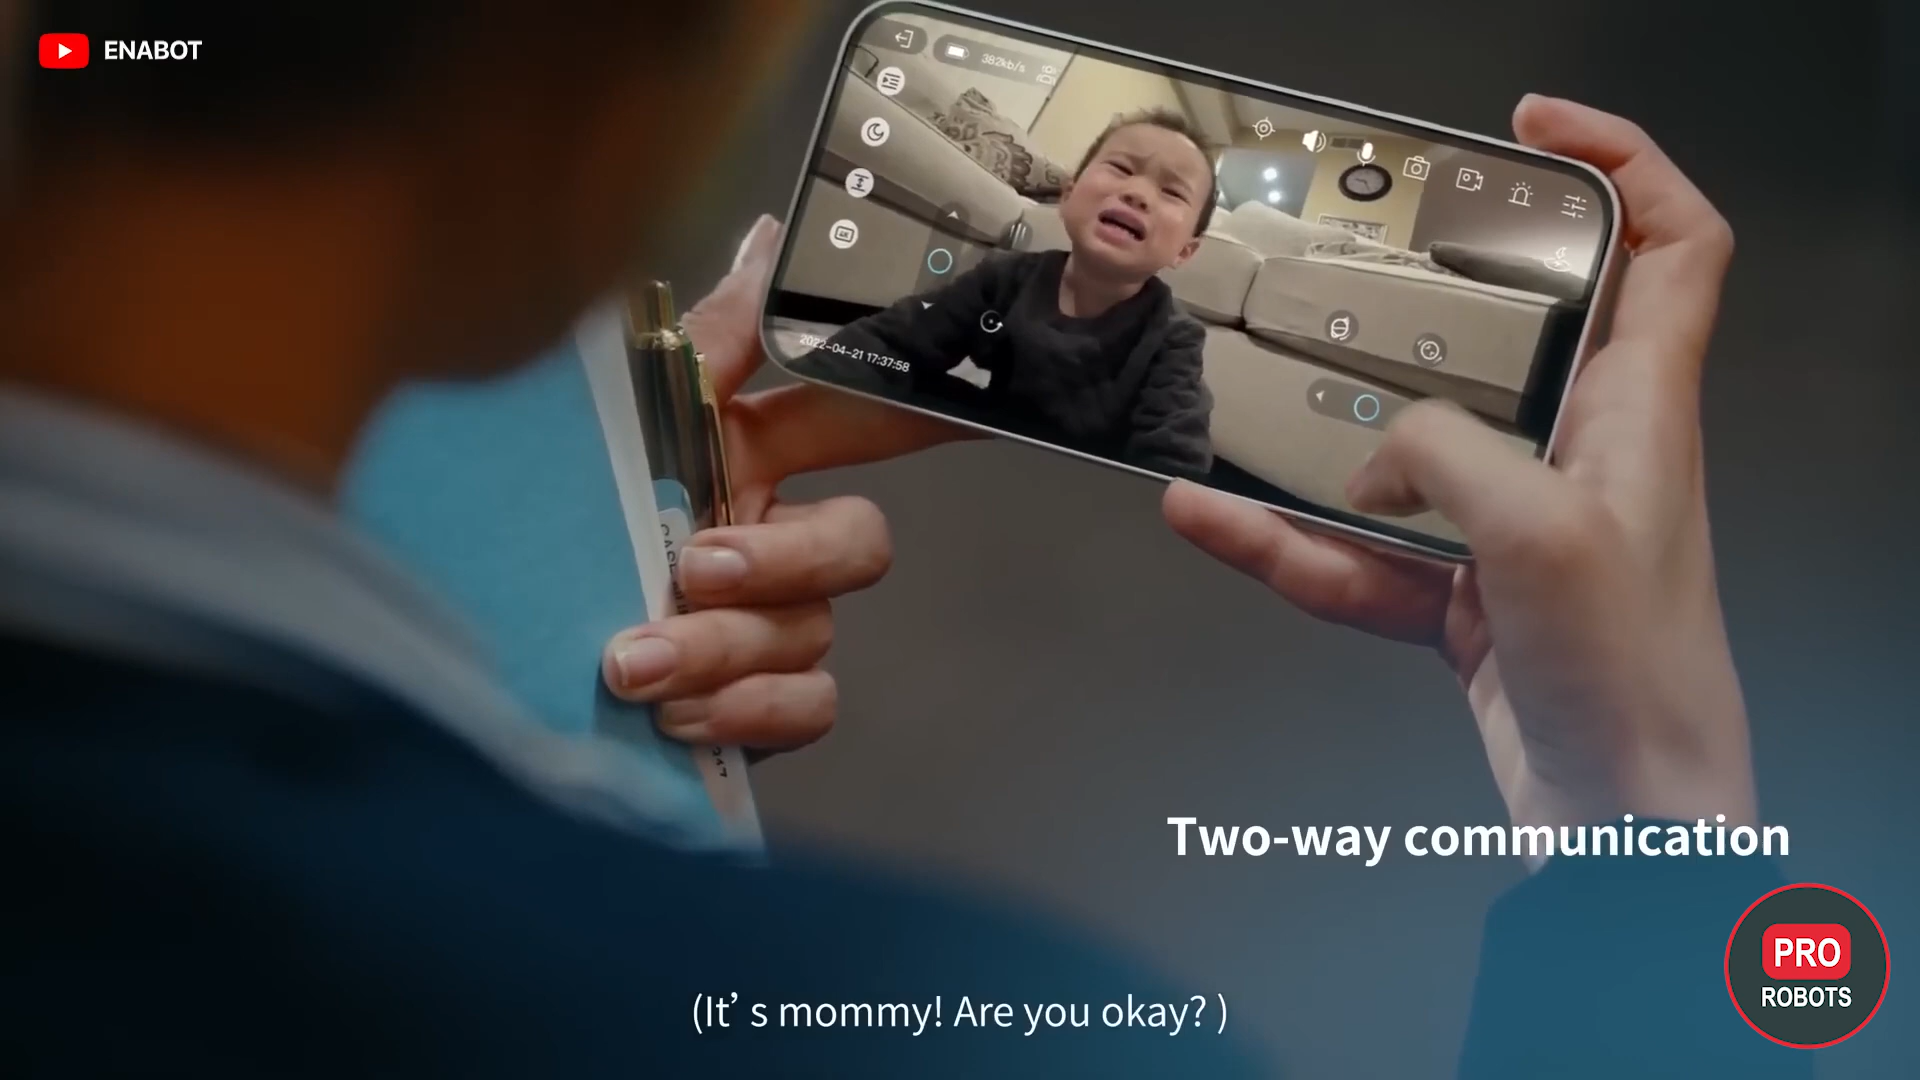 ENABOT
382kb/s
2022-04-21 17:37:58
Two-way communication
PRO
ROBOTS
(It’s mommy! Are you okay? )